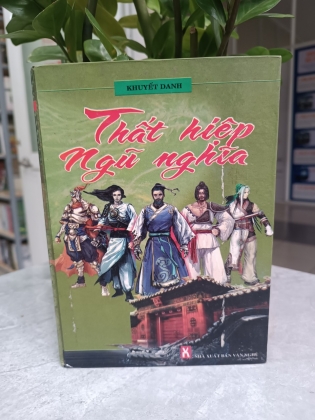 KHUYẾT DANH
Thất hiệp
Ngũ nghĩa
NHÀ XUẤT BẢN VĂN NGHỆ